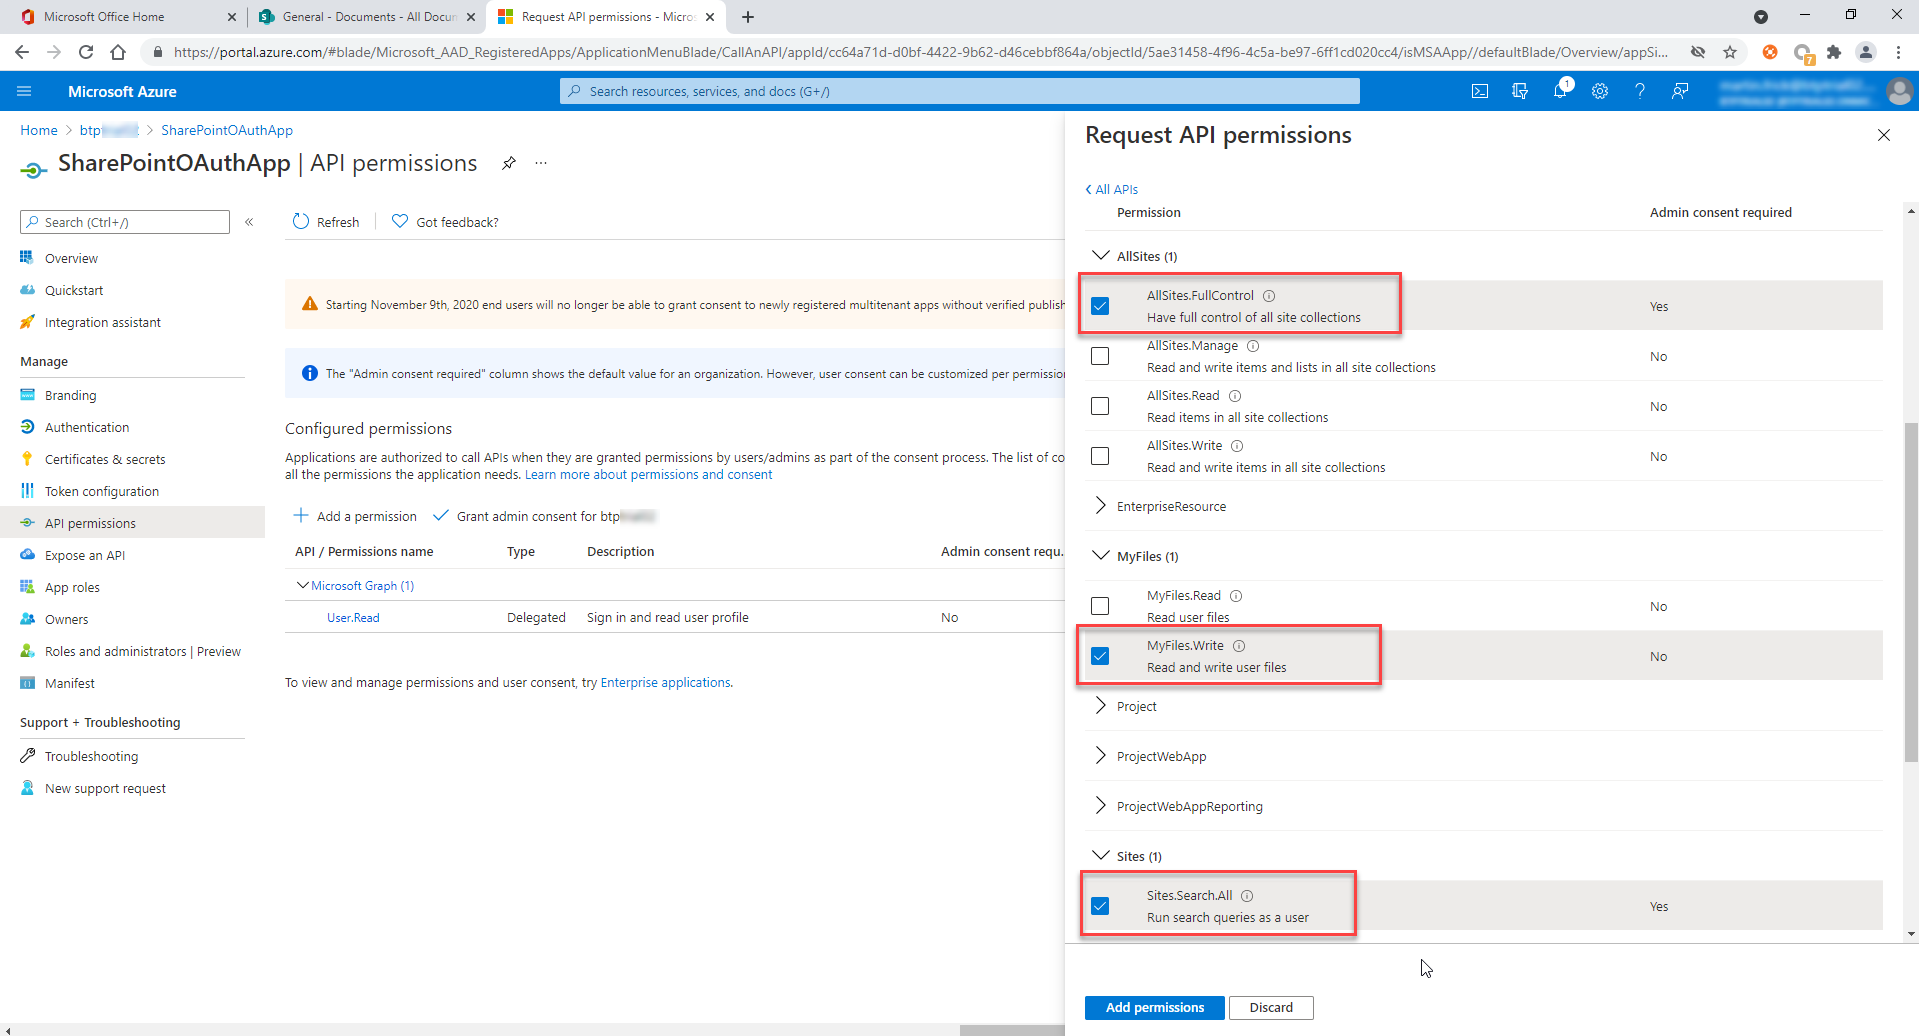 Microsoft Office Home
General - Documents - All Docun
Request API permissions - Micros
https://portal.azure.com/#blade/Microsoft_AAD_RegisteredApps/ApplicationMenuBlade/CallAnAPI/appId/cc64a71d-d0bf-4422-9b62-d46cebbf864a/objectId/5ae31458-4f96-4c5a-be97-6ff1cd020cc4/isMSAApp//defaultBlade/Overview/appSi...
7
Microsoft Azure
Search resources, services, and docs (G+/)
1
Home > btp > SharePointOAuthApp
SharePointOAuthApp | API permissions
...
Search (Ctrl+/)
«
Overview
Quickstart
Integration assistant
Manage
Branding
Authentication
Certificates & secrets
Token configuration
API permissions
Expose an API
App roles
Owners
Roles and administrators | Preview
Manifest
Support + Troubleshooting
Troubleshooting
New support request
Refresh
Got feedback?
Starting November 9th, 2020 end users will no longer be able to grant consent to newly registered multitenant apps without verified publish
The "Admin consent required" column shows the default value for an organization. However, user consent can be customized per permission
Configured permissions
Applications are authorized to call APIs when they are granted permissions by users/admins as part of the consent process. The list of co
all the permissions the application needs. Learn more about permissions and consent
Add a permission
Grant admin consent for btp
API / Permissions name Type Description Admin consent requ...
Microsoft Graph (1)
User.Read Delegated Sign in and read user profile No
To view and manage permissions and user consent, try Enterprise applications.
Request API permissions
All APIs
Permission Admin consent required
AllSites (1)
AllSites.FullControl
Have full control of all site collections
Yes
AllSites.Manage
Read and write items and lists in all site collections
No
AllSites.Read
Read items in all site collections
No
AllSites.Write
Read and write items in all site collections
No
EnterpriseResource
MyFiles (1)
MyFiles.Read
Read user files
No
MyFiles.Write
Read and write user files
No
Project
ProjectWebApp
ProjectWebAppReporting
Sites (1)
Sites.Search.All
Run search queries as a user
Yes
Add permissions
Discard